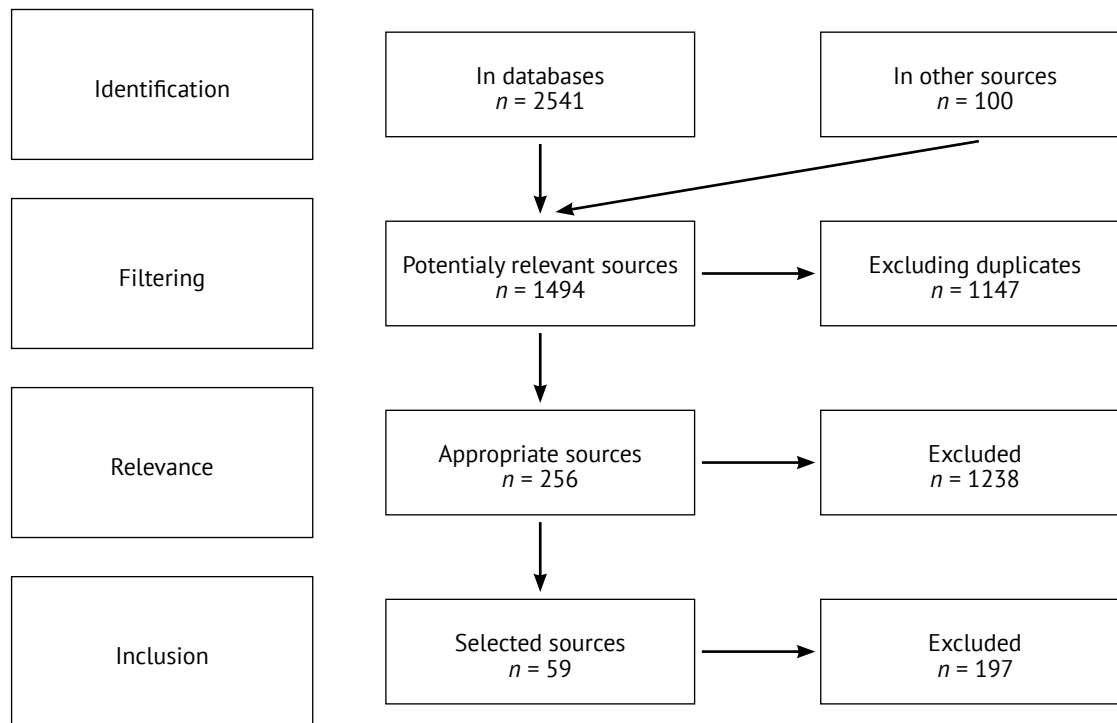 Identification
In databases
n = 2541
In other sources
n = 100
Filtering
Potentialy relevant sources
n = 1494
Excluding duplicates
n = 1147
Relevance
Appropriate sources
n = 256
Excluded
n = 1238
Inclusion
Selected sources
n = 59
Excluded
n = 197